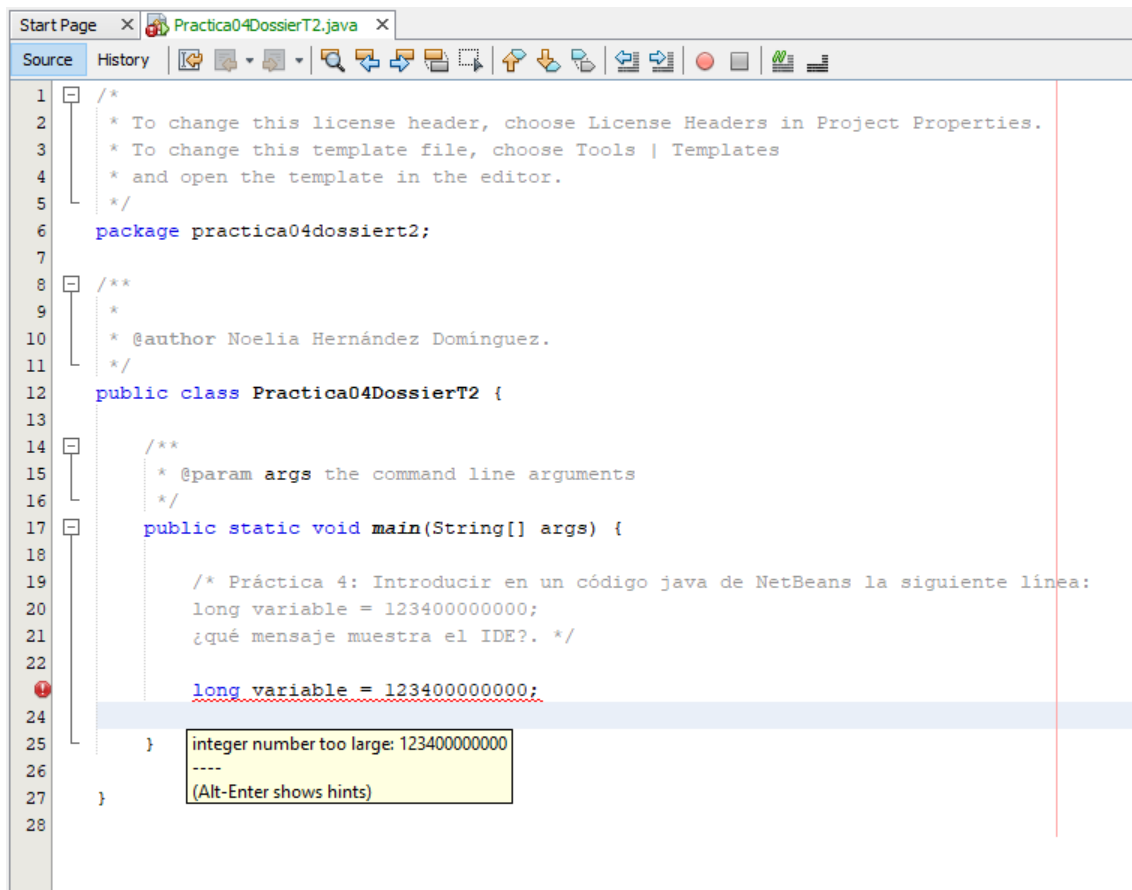 Start Page
Practica04DossierT2.java
Source History
1 /*
2 * To change this license header, choose License Headers in Project Properties.
3 * To change this template file, choose Tools | Templates
4 * and open the template in the editor.
5 */
6 package practica04dossiert2;
7
8 /**
9 *
10 * @author Noelia Hernández Domínguez.
11 */
12 public class Practica04DossierT2 {
13
14 /**
15 * @param args the command line arguments
16 */
17 public static void main(String[] args) {
18
19 /* Práctica 4: Introducir en un código java de NetBeans la siguiente línea:
20 long variable = 123400000000;
21 ¿qué mensaje muestra el IDE?. */
22
long variable = 123400000000;
24
25 }
integer number too large: 123400000000
26
----
27 }
(Alt-Enter shows hints)
28